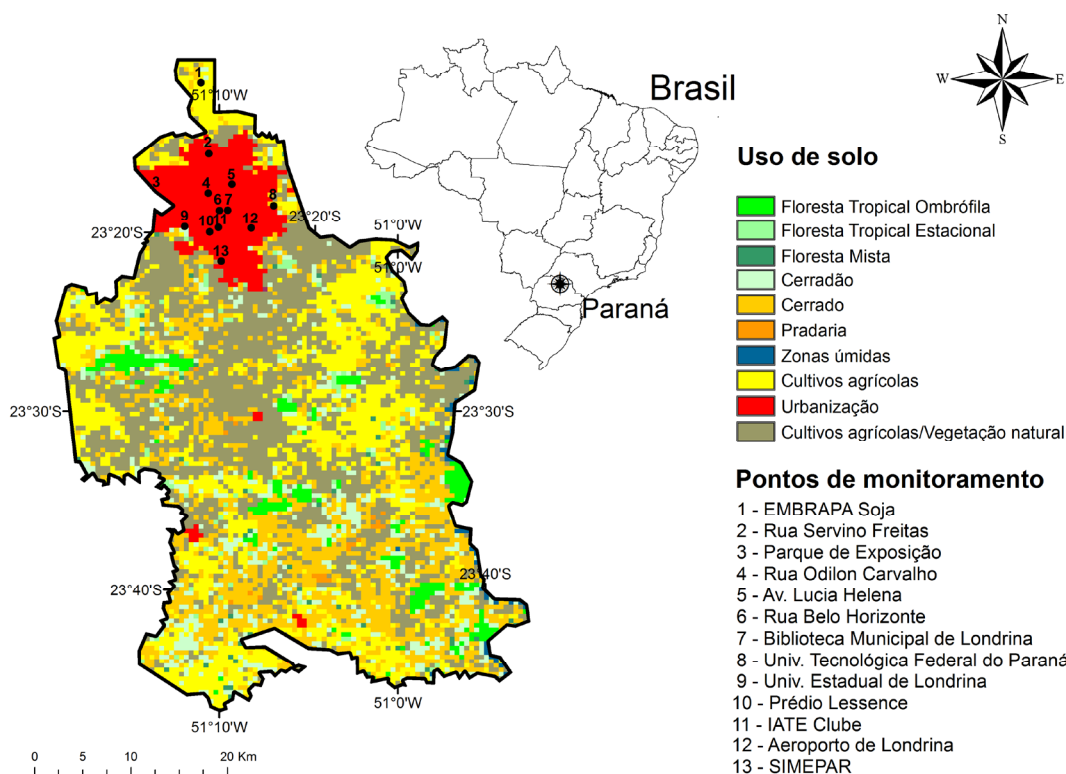 N
W
E
S
Brasil
Paraná
1
51°10'W
2
3
5
4
6
7
8
9
10
11
12
13
23°20'S
23°20'S
51°0'W
51°0'W
23°30'S
23°30'S
23°40'S
23°40'S
51°10'W
51°0'W
0 5 10 20 Km
Uso de solo
Floresta Tropical Ombrófila
Floresta Tropical Estacional
Floresta Mista
Cerradão
Cerrado
Pradaria
Zonas úmidas
Cultivos agrícolas
Urbanização
Cultivos agrícolas/Vegetação natural
Pontos de monitoramento
1 - EMBRAPA Soja
2 - Rua Servino Freitas
3 - Parque de Exposição
4 - Rua Odilon Carvalho
5 - Av. Lucia Helena
6 - Rua Belo Horizonte
7 - Biblioteca Municipal de Londrina
8 - Univ. Tecnológica Federal do Paraná
9 - Univ. Estadual de Londrina
10 - Prédio Lessence
11 - IATE Clube
12 - Aeroporto de Londrina
13 - SIMEPAR